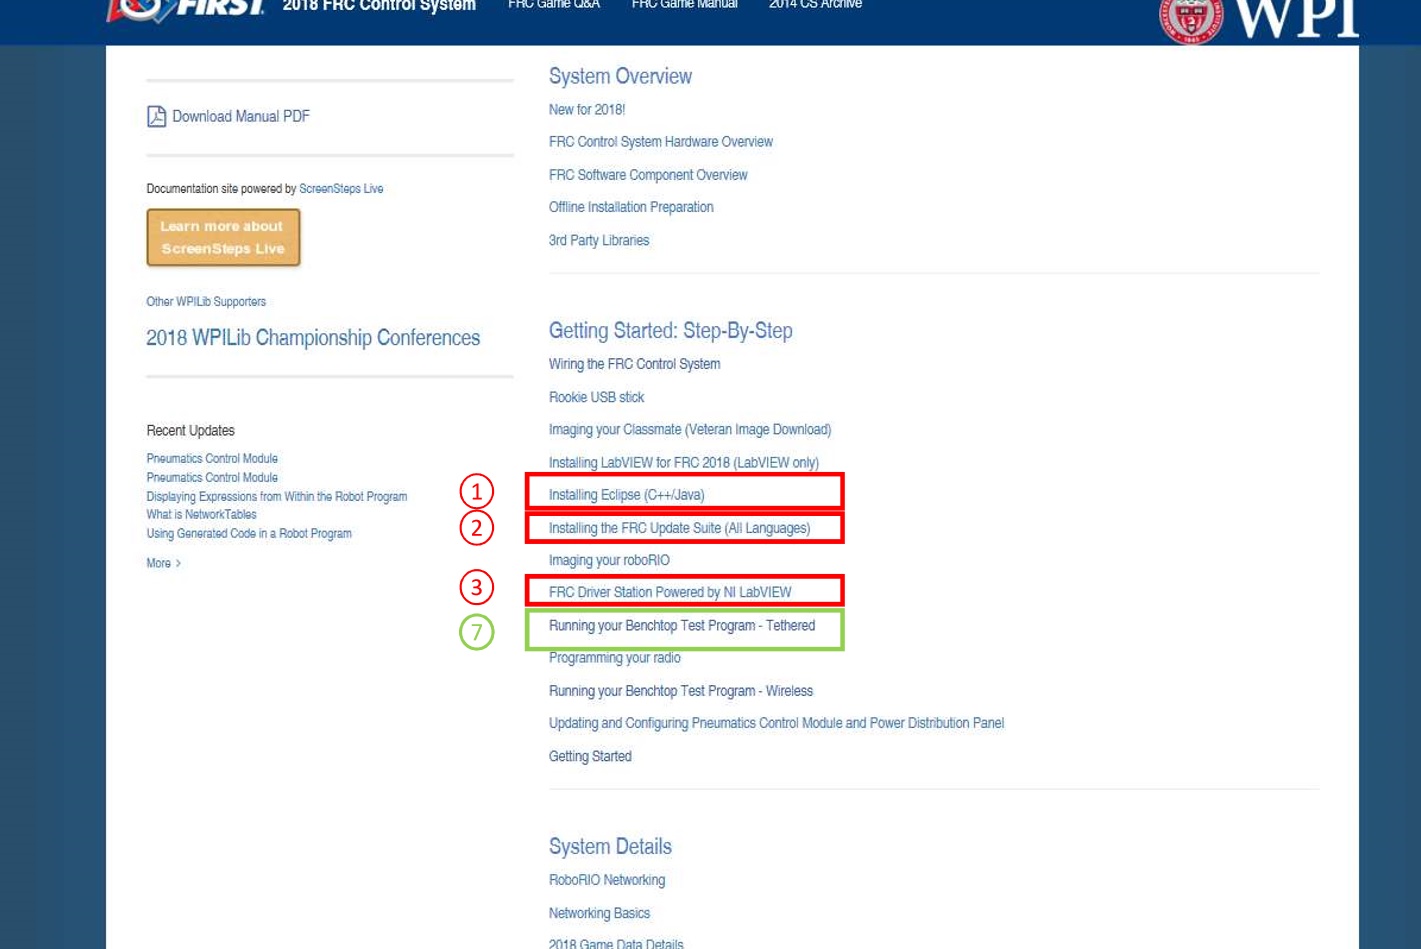 FIRST. 2018 FRC Control System FRC Game Q&A FRC Game Manual 2014 CS Archive WPI
Download Manual PDF
Documentation site powered by ScreenSteps Live
Learn more about
ScreenSteps Live
Other WPILib Supporters
2018 WPILib Championship Conferences
Recent Updates
Pneumatics Control Module
Pneumatics Control Module
Displaying Expressions from Within the Robot Program
What is NetworkTables
Using Generated Code in a Robot Program
More >
System Overview
New for 2018!
FRC Control System Hardware Overview
FRC Software Component Overview
Offline Installation Preparation
3rd Party Libraries
Getting Started: Step-By-Step
Wiring the FRC Control System
Rookie USB stick
Imaging your Classmate (Veteran Image Download)
Installing LabVIEW for FRC 2018 (LabVIEW only)
1 Installing Eclipse (C++/Java)
2 Installing the FRC Update Suite (All Languages)
Imaging your roboRIO
3 FRC Driver Station Powered by NI LabVIEW
7 Running your Benchtop Test Program - Tethered
Programming your radio
Running your Benchtop Test Program - Wireless
Updating and Configuring Pneumatics Control Module and Power Distribution Panel
Getting Started
System Details
RoboRIO Networking
Networking Basics
2018 Game Data Details